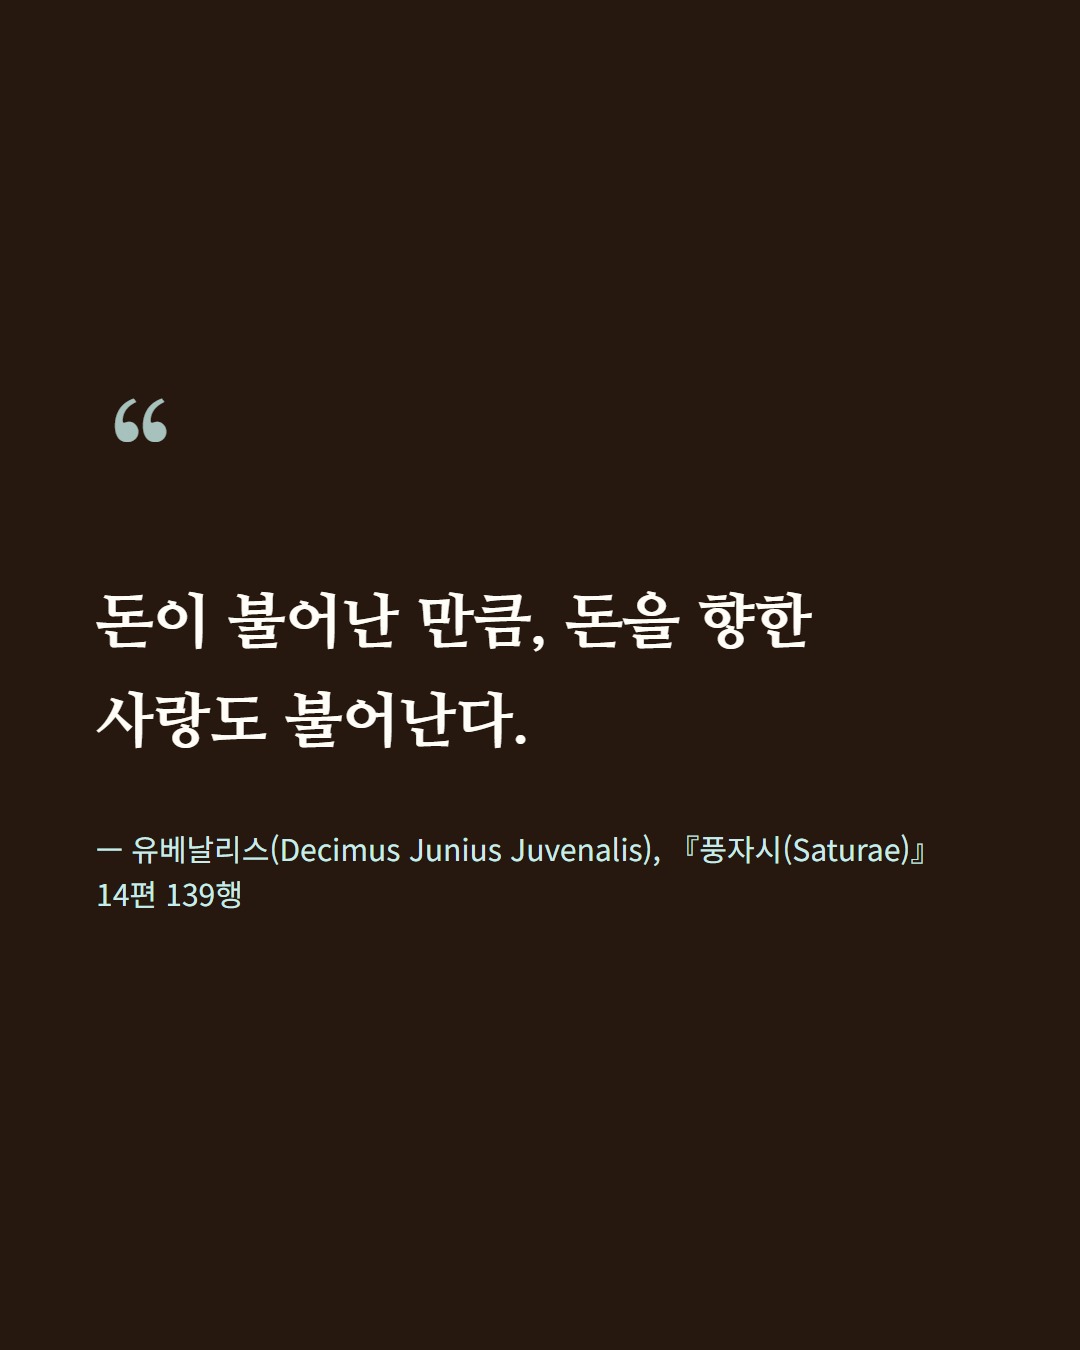 “
돈이 불어난 만큼, 돈을 향한
사랑도 불어난다.
— 유베날리스(Decimus Junius Juvenalis), 『풍자시(Saturae)』
14편 139행